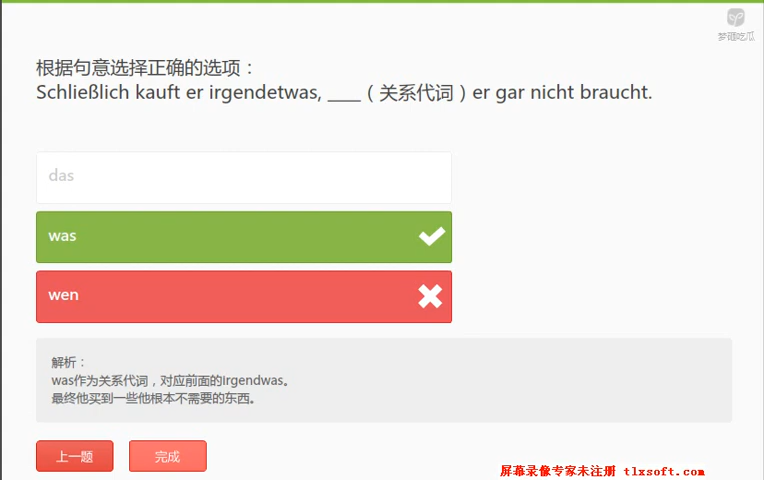 梦砸吃瓜
根据句意选择正确的选项：
Schließlich kauft er irgendetwas, ____（关系代词）er gar nicht braucht.
das
was
wen
解析：
was作为关系代词，对应前面的irgendwas。
最终他买到一些他根本不需要的东西。
上一题
完成
屏幕录像专家未注册 tlxsoft.com